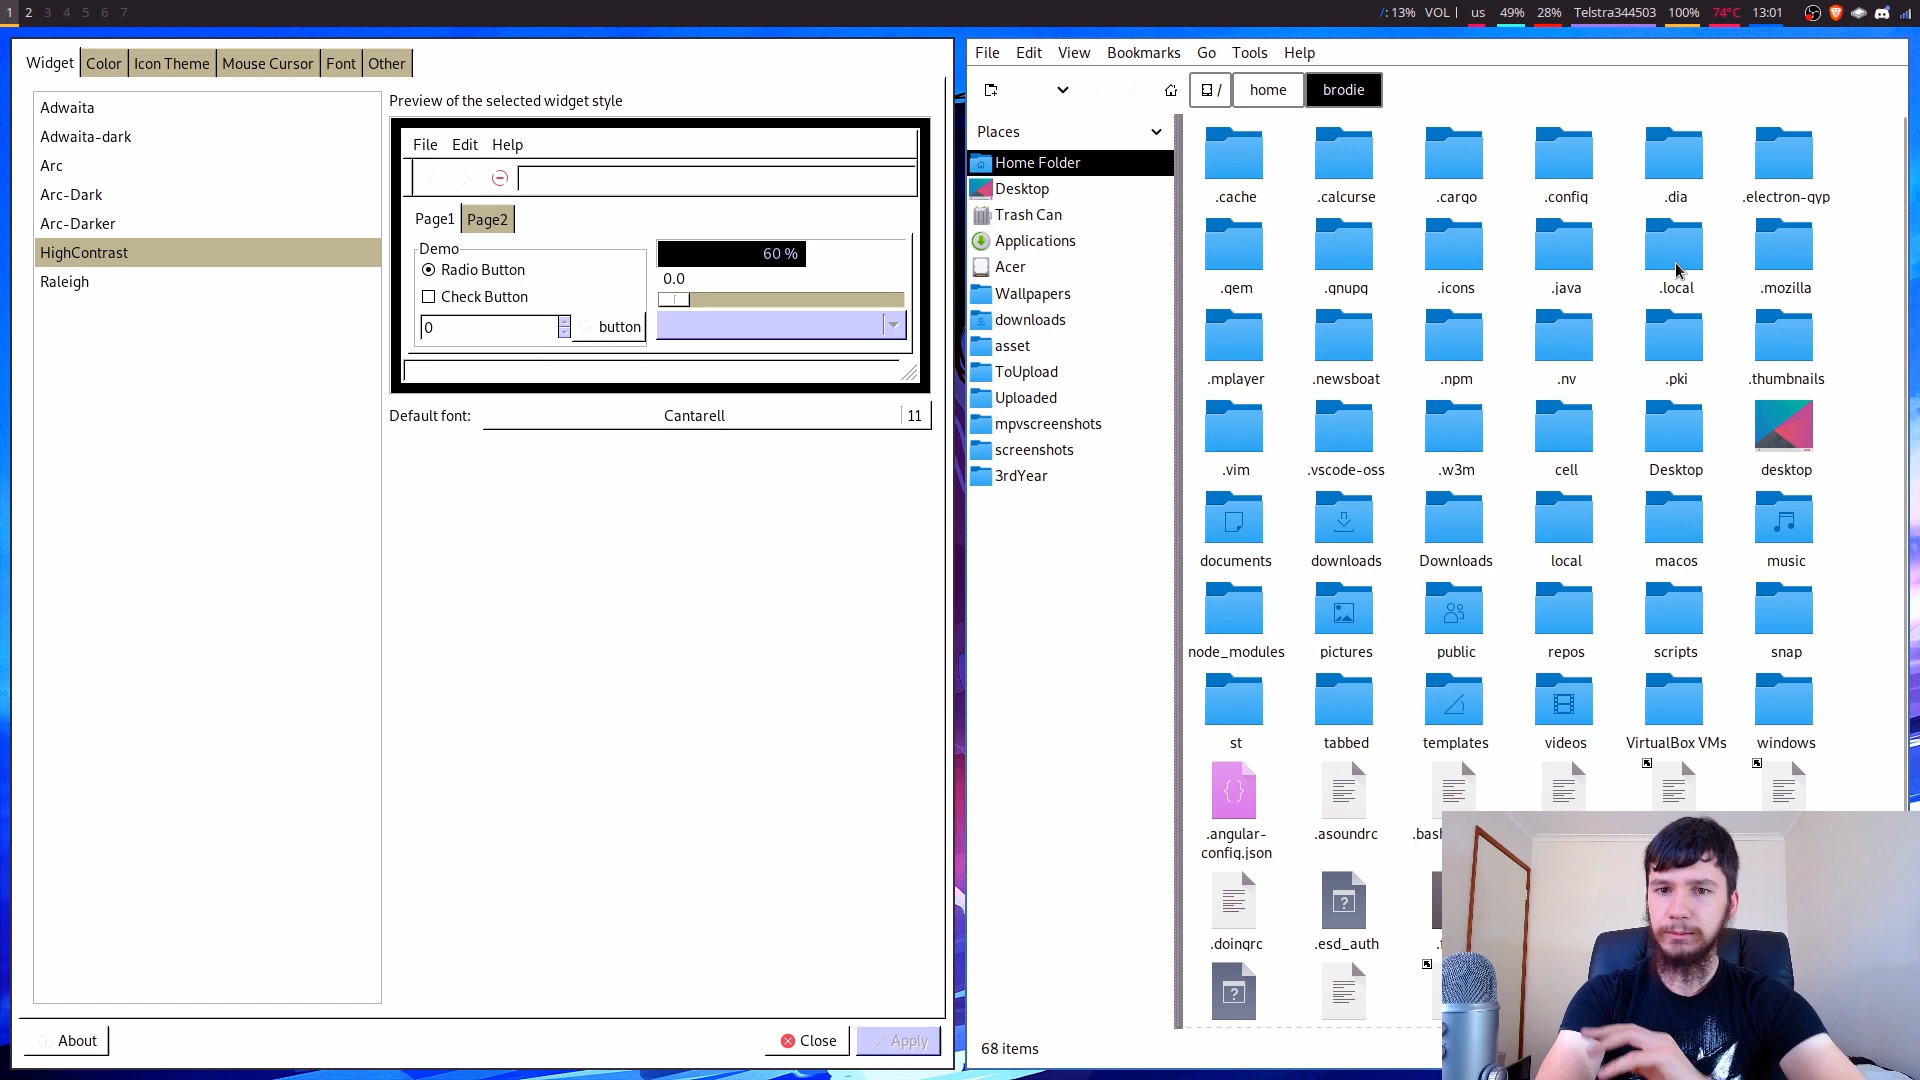 1 2 3 4 5 6 7
/: 13% VOL us 49% 28% Telstra344503 100% 74°C 13:01
Widget Color Icon Theme Mouse Cursor Font Other
Adwaita
Adwaita-dark
Arc
Arc-Dark
Arc-Darker
HighContrast
Raleigh
Preview of the selected widget style
File Edit Help
Page1 Page2
Demo
Radio Button
Check Button
0
button
60 %
0.0
Default font: Cantarell 11
About Close Apply
File Edit View Bookmarks Go Tools Help
/ home brodie
Places
Home Folder
Desktop
Trash Can
Applications
Acer
Wallpapers
downloads
asset
ToUpload
Uploaded
mpvscreenshots
screenshots
3rdYear
.cache .calcurse .cargo .config .dia .electron-gyp
.gem .gnupg .icons .java .local .mozilla
.mplayer .newsboat .npm .nv .pki .thumbnails
.vim .vscode-oss .w3m cell Desktop desktop
documents downloads Downloads local macos music
node_modules pictures public repos scripts snap
st tabbed templates videos VirtualBox VMs windows
.angular-
config.json
.asoundrc
.doingrc .esd_auth
68 items